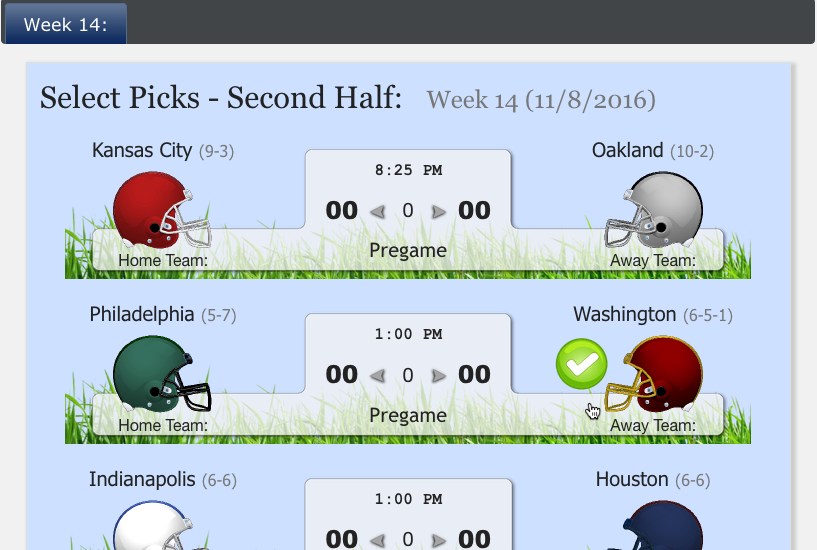 Week 14:
Select Picks - Second Half: Week 14 (11/8/2016)
Kansas City (9-3)
Oakland (10-2)
8:25 PM
00 0 00
Pregame
Home Team:
Away Team:
Philadelphia (5-7)
Washington (6-5-1)
1:00 PM
00 0 00
Pregame
Home Team:
Away Team:
Indianapolis (6-6)
Houston (6-6)
1:00 PM
00 0 00